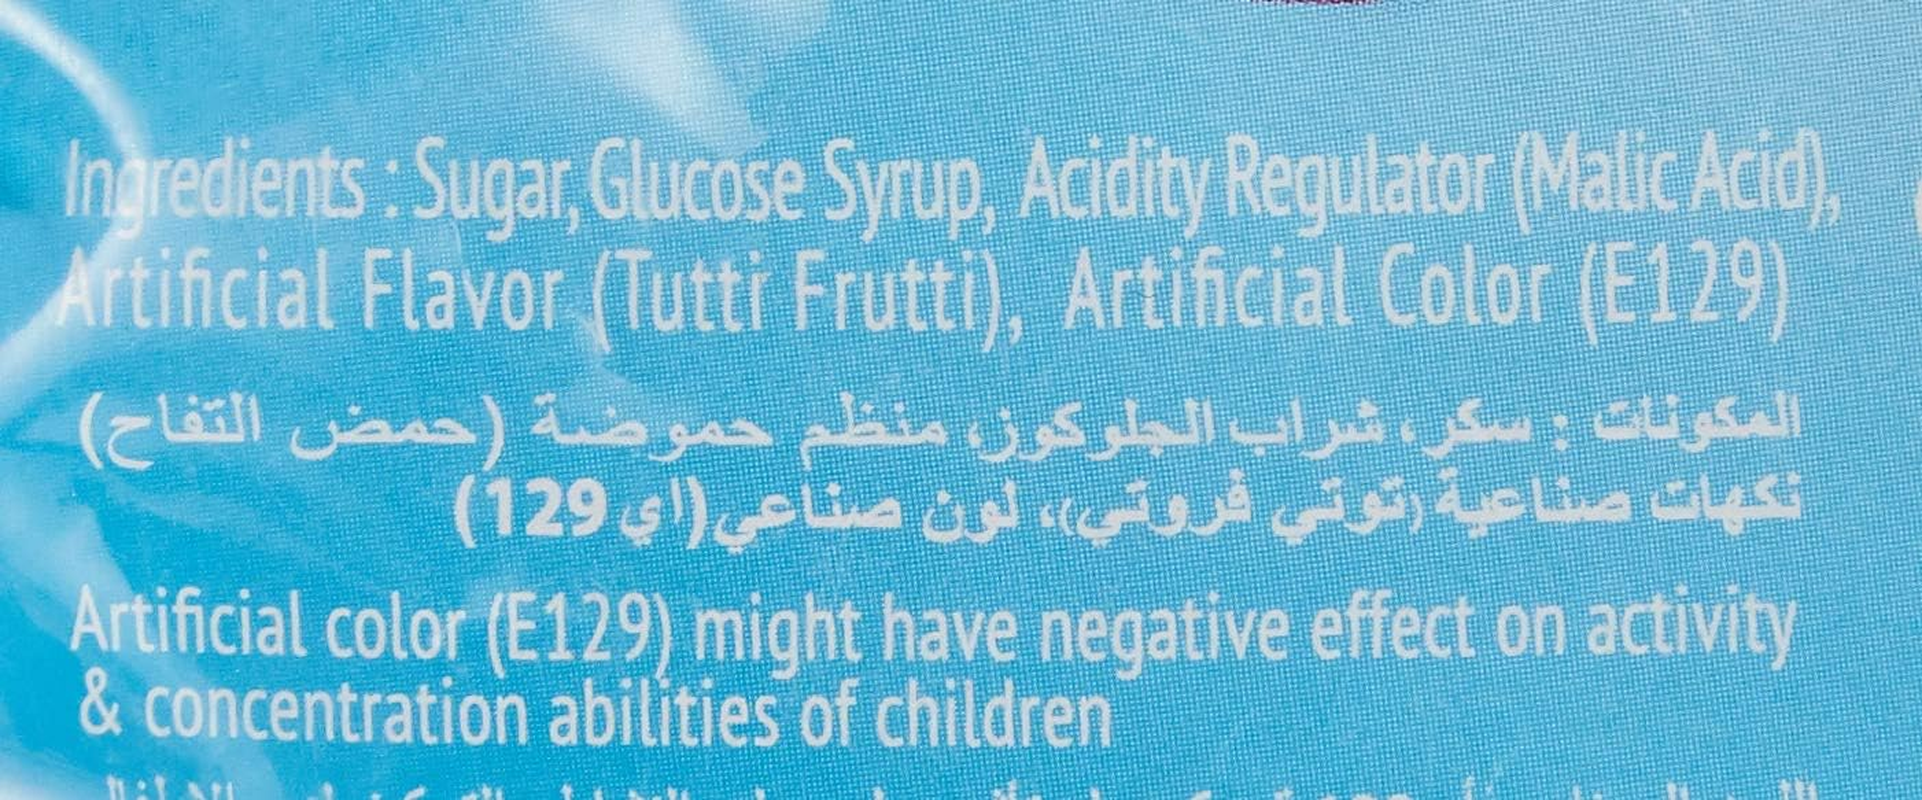 Ingredients : Sugar, Glucose Syrup, Acidity Regulator (Malic Acid),
Artificial Flavor (Tutti Frutti), Artificial Color (E129)
المكونات : سكر، شراب الجلوكوز، منظم حموضة (حمض التفاح)
نكهات صناعية (توتي فروتي)، لون صناعي (اي 129)
Artificial color (E129) might have negative effect on activity
& concentration abilities of children